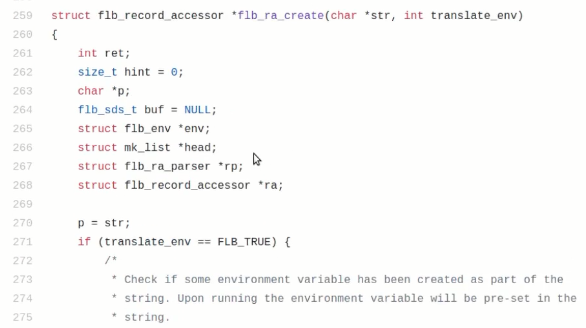 259 struct flb_record_accessor *flb_ra_create(char *str, int translate_env)
260 {
261     int ret;
262     size_t hint = 0;
263     char *p;
264     flb_sds_t buf = NULL;
265     struct flb_env *env;
266     struct mk_list *head;
267     struct flb_ra_parser *rp;
268     struct flb_record_accessor *ra;
269
270     p = str;
271     if (translate_env == FLB_TRUE) {
272         /*
273          * Check if some environment variable has been created as part of the
274          * string. Upon running the environment variable will be pre-set in the
275          * string.